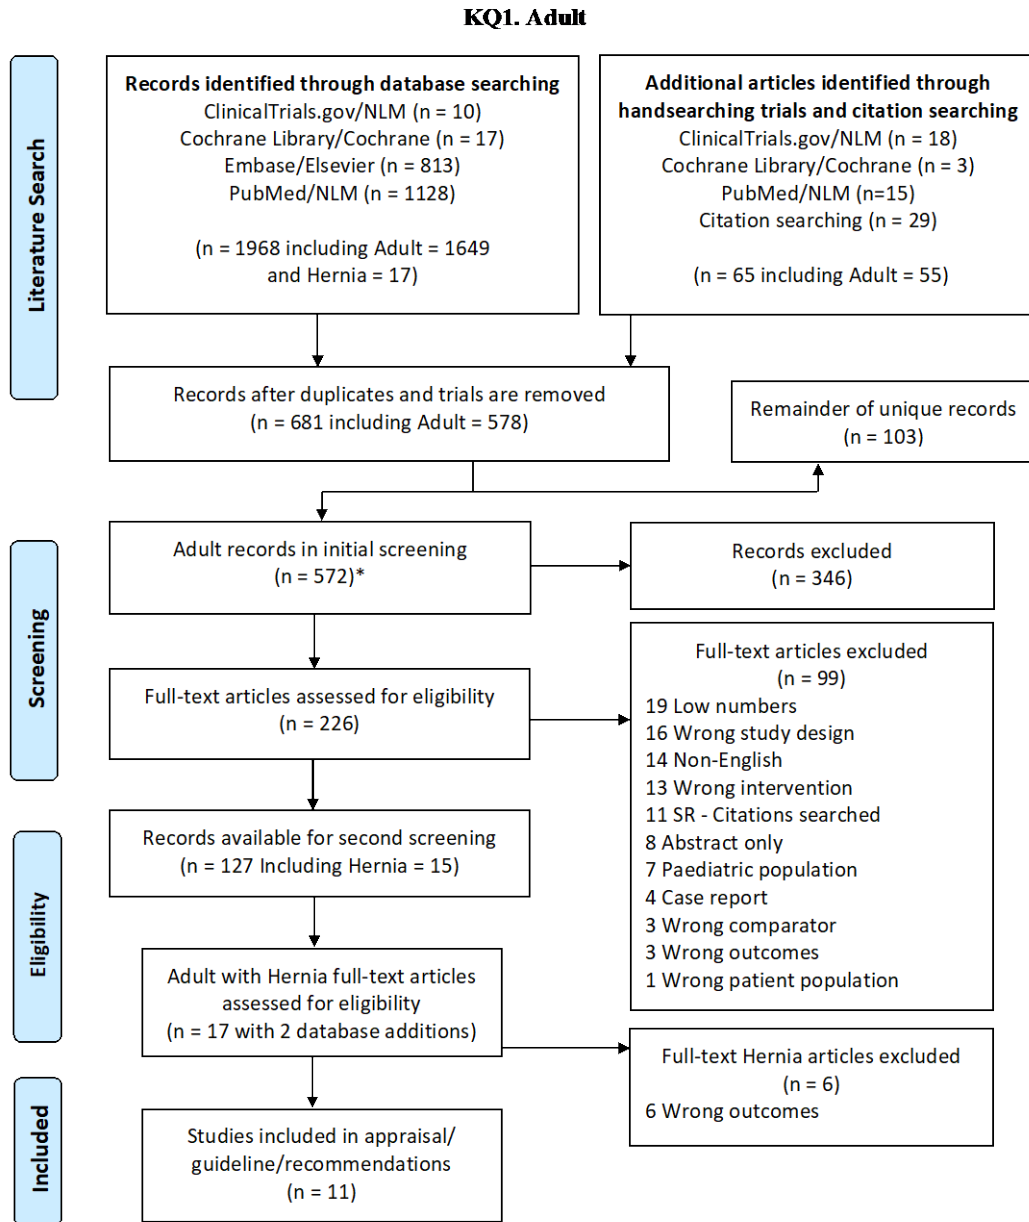 KQ1. Adult
Literature Search
Records identified through database searching
ClinicalTrials.gov/NLM (n = 10)
Cochrane Library/Cochrane (n = 17)
Embase/Elsevier (n = 813)
PubMed/NLM (n = 1128)
(n = 1968 including Adult = 1649
and Hernia = 17)
Additional articles identified through
handsearching trials and citation searching
ClinicalTrials.gov/NLM (n = 18)
Cochrane Library/Cochrane (n = 3)
PubMed/NLM (n=15)
Citation searching (n = 29)
(n = 65 including Adult = 55)
Records after duplicates and trials are removed
(n = 681 including Adult = 578)
Remainder of unique records
(n = 103)
Screening
Adult records in initial screening
(n = 572)*
Records excluded
(n = 346)
Full-text articles assessed for eligibility
(n = 226)
Full-text articles excluded
(n = 99)
19 Low numbers
16 Wrong study design
14 Non-English
13 Wrong intervention
11 SR - Citations searched
8 Abstract only
7 Paediatric population
4 Case report
3 Wrong comparator
3 Wrong outcomes
1 Wrong patient population
Eligibility
Records available for second screening
(n = 127 Including Hernia = 15)
Adult with Hernia full-text articles
assessed for eligibility
(n = 17 with 2 database additions)
Full-text Hernia articles excluded
(n = 6)
6 Wrong outcomes
Included
Studies included in appraisal/
guideline/recommendations
(n = 11)